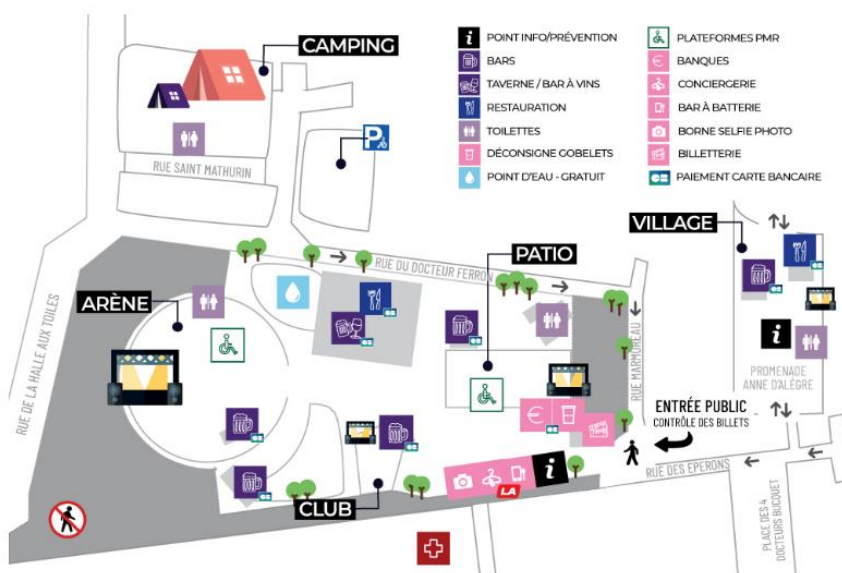 CAMPING
RUE SAINT MATHURIN
POINT INFO/PRÉVENTION
BARS
TAVERNE / BAR À VINS
RESTAURATION
TOILETTES
DÉCONSIGNE GOBELETS
POINT D'EAU - GRATUIT
PLATEFORMES PMR
BANQUES
CONCIERGERIE
BAR À BATTERIE
BORNE SELFIE PHOTO
BILLETTERIE
PAIEMENT CARTE BANCAIRE
P
VILLAGE
PATIO
RUE DU DOCTEUR FERRON
ARÈNE
RUE DE LA HALLE AUX TOILES
RUE MARMOREAU
i
PROMENADE
ANNE D'ALÈGRE
ENTRÉE PUBLIC
CONTRÔLE DES BILLETS
RUE DES EPERONS
i
LA
CLUB
PLACE DES 4
DOCTEURS BUCQUET